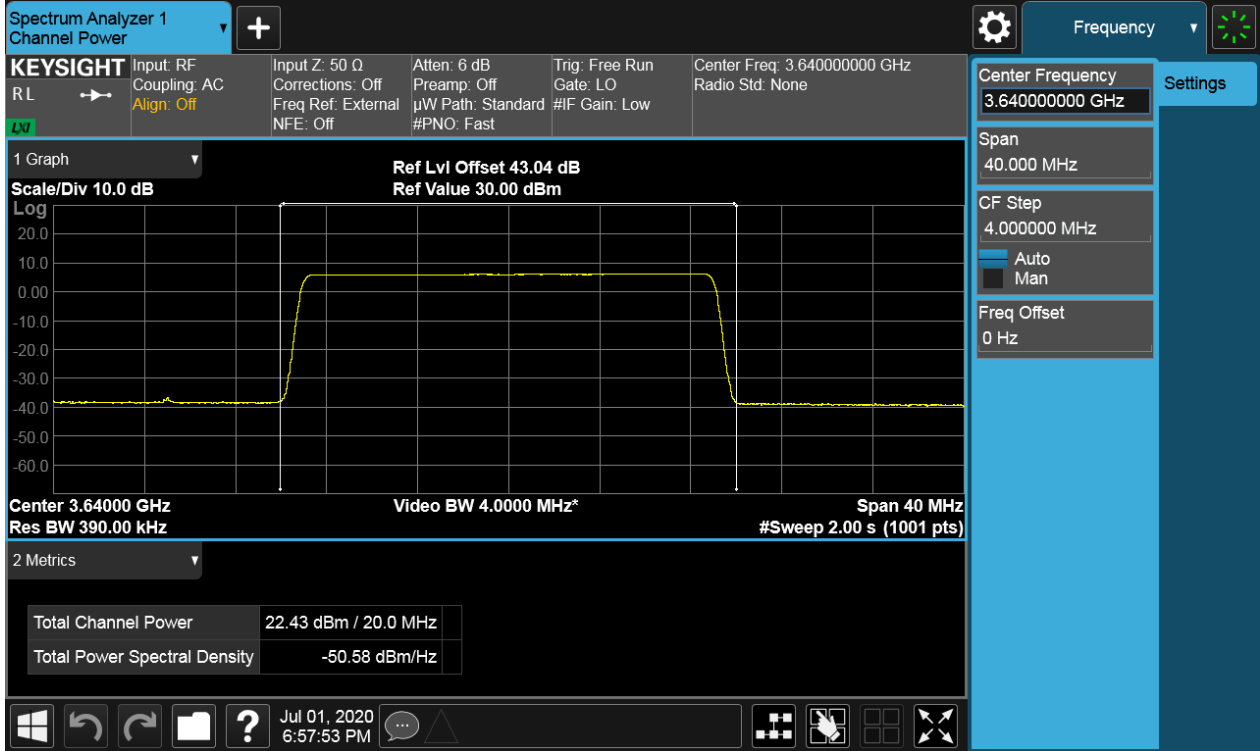 Spectrum Analyzer 1
Channel Power
Frequency
KEYSIGHT
R L
LXI
Input: RF
Coupling: AC
Align: Off
Input Z: 50 Ω
Corrections: Off
Freq Ref: External
NFE: Off
Atten: 6 dB
Preamp: Off
µW Path: Standard
#PNO: Fast
Trig: Free Run
Gate: LO
#IF Gain: Low
Center Freq: 3.640000000 GHz
Radio Std: None
1 Graph
Scale/Div 10.0 dB
Log
Ref Lvl Offset 43.04 dB
Ref Value 30.00 dBm
20.0
10.0
0.00
-10.0
-20.0
-30.0
-40.0
-50.0
-60.0
Center 3.64000 GHz
Res BW 390.00 kHz
Video BW 4.0000 MHz*
Span 40 MHz
#Sweep 2.00 s (1001 pts)
2 Metrics
Total Channel Power 22.43 dBm / 20.0 MHz
Total Power Spectral Density -50.58 dBm/Hz
?
Jul 01, 2020
6:57:53 PM
Center Frequency
3.640000000 GHz
Span
40.000 MHz
CF Step
4.000000 MHz
Auto
Man
Freq Offset
0 Hz
Settings